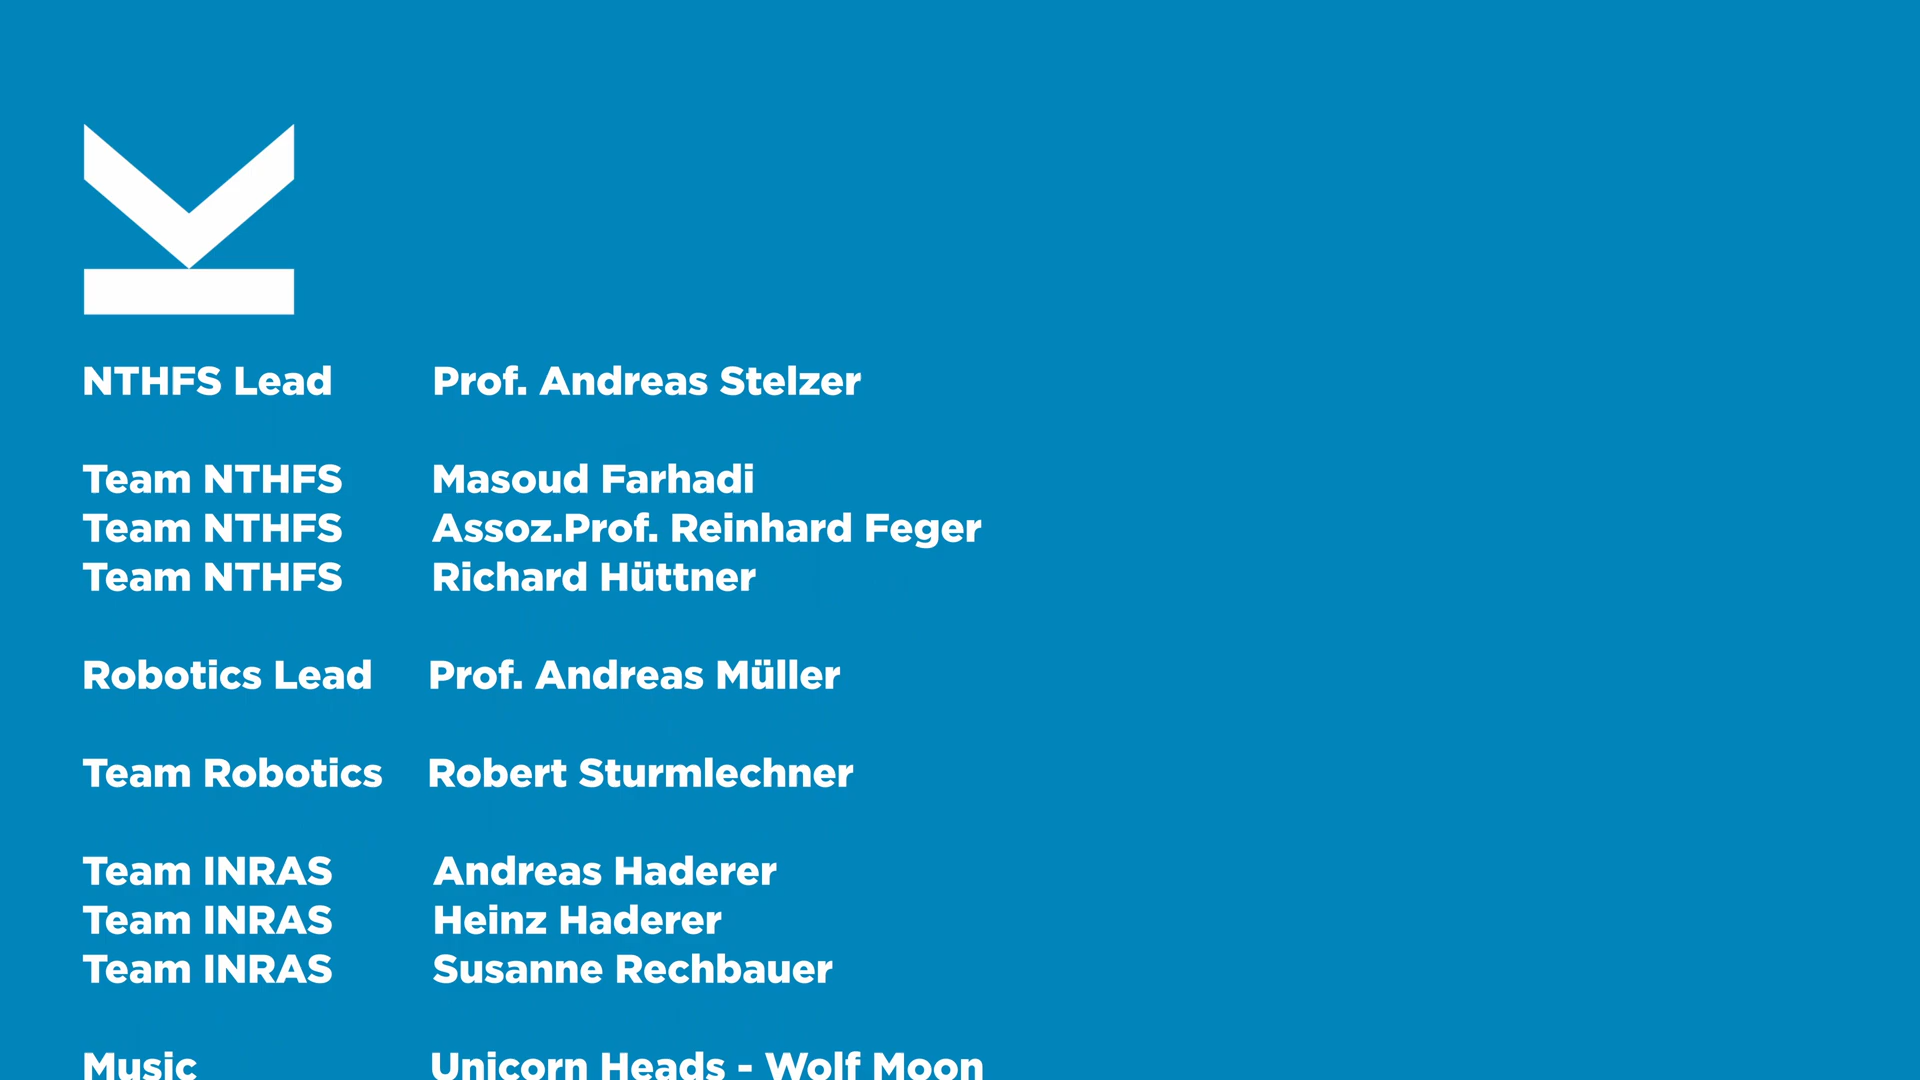 NTHFS Lead Prof. Andreas Stelzer
Team NTHFS Masoud Farhadi
Team NTHFS Assoz.Prof. Reinhard Feger
Team NTHFS Richard Hüttner
Robotics Lead Prof. Andreas Müller
Team Robotics Robert Sturmlechner
Team INRAS Andreas Haderer
Team INRAS Heinz Haderer
Team INRAS Susanne Rechbauer
Music Unicorn Heads - Wolf Moon